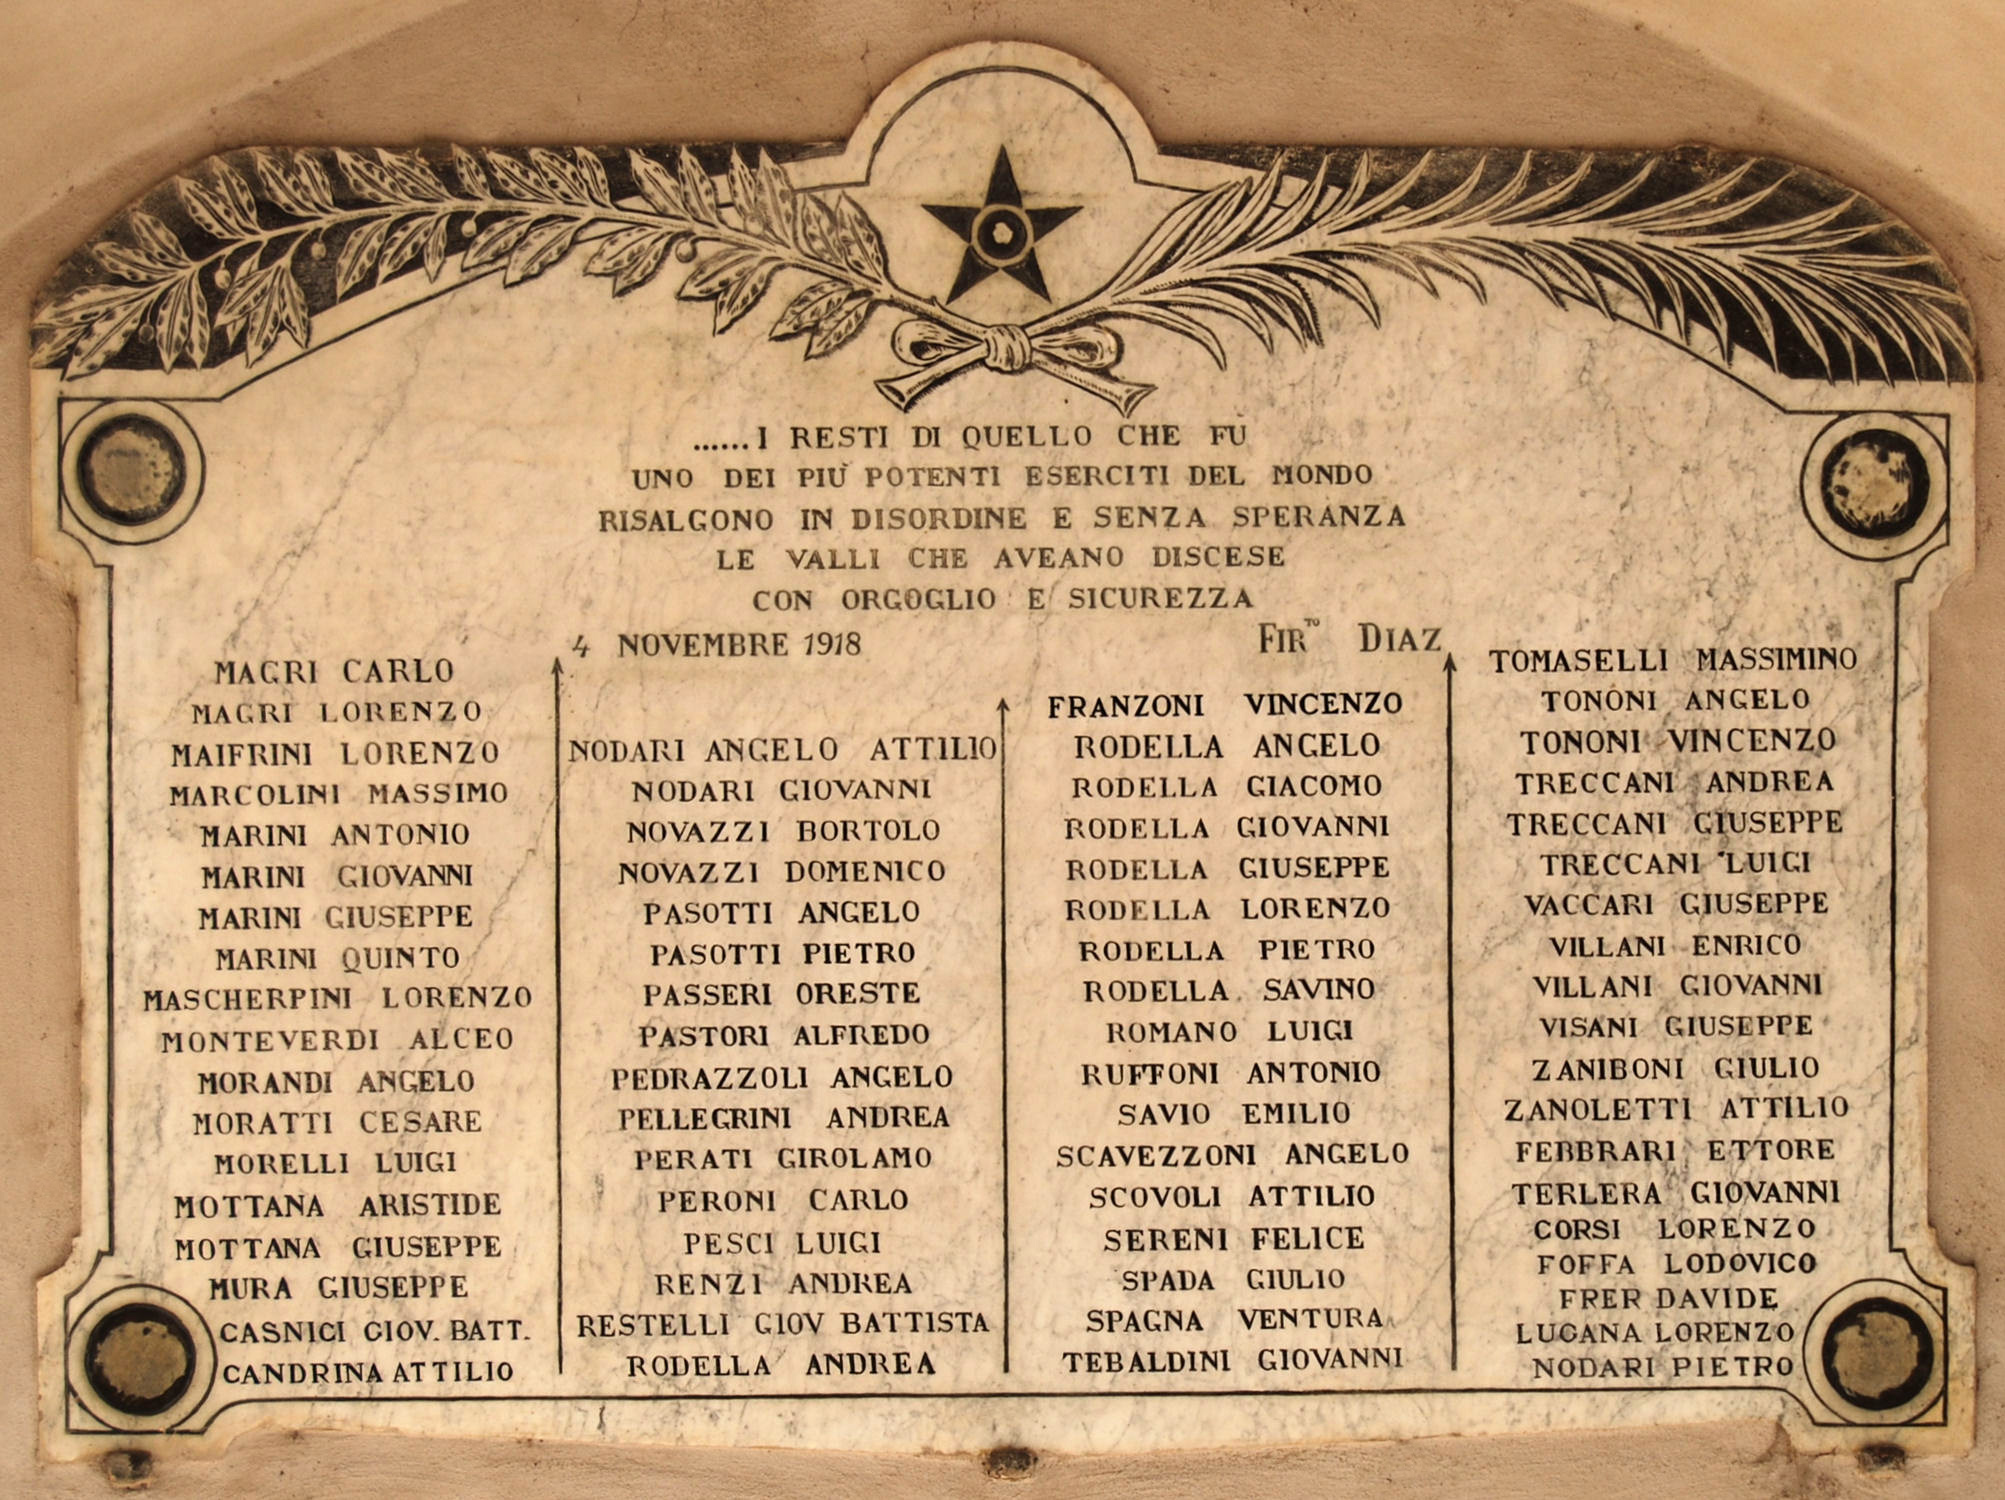 ......I RESTI DI QUELLO CHE FÙ
UNO DEI PIÙ POTENTI ESERCITI DEL MONDO
RISALGONO IN DISORDINE E SENZA SPERANZA
LE VALLI CHE AVEANO DISCESE
CON ORGOGLIO E SICUREZZA
4 NOVEMBRE 1918 FIR.TO DIAZ
MAGRI CARLO
MAGRI LORENZO
MAIFRINI LORENZO
MARCOLINI MASSIMO
MARINI ANTONIO
MARINI GIOVANNI
MARINI GIUSEPPE
MARINI QUINTO
MASCHERPINI LORENZO
MONTEVERDI ALCEO
MORANDI ANGELO
MORATTI CESARE
MORELLI LUIGI
MOTTANA ARISTIDE
MOTTANA GIUSEPPE
MURA GIUSEPPE
CASNICI GIOV. BATT.
CANDRINA ATTILIO
NODARI ANGELO ATTILIO
NODARI GIOVANNI
NOVAZZI BORTOLO
NOVAZZI DOMENICO
PASOTTI ANGELO
PASOTTI PIETRO
PASSERI ORESTE
PASTORI ALFREDO
PEDRAZZOLI ANGELO
PELLEGRINI ANDREA
PERATI GIROLAMO
PERONI CARLO
PESCI LUIGI
RENZI ANDREA
RESTELLI GIOV BATTISTA
RODELLA ANDREA
FRANZONI VINCENZO
RODELLA ANGELO
RODELLA GIACOMO
RODELLA GIOVANNI
RODELLA GIUSEPPE
RODELLA LORENZO
RODELLA PIETRO
RODELLA SAVINO
ROMANO LUIGI
RUFFONI ANTONIO
SAVIO EMILIO
SCAVEZZONI ANGELO
SCOVOLI ATTILIO
SERENI FELICE
SPADA GIULIO
SPAGNA VENTURA
TEBALDINI GIOVANNI
TOMASELLI MASSIMINO
TONONI ANGELO
TONONI VINCENZO
TRECCANI ANDREA
TRECCANI GIUSEPPE
TRECCANI LUIGI
VACCARI GIUSEPPE
VILLANI ENRICO
VILLANI GIOVANNI
VISANI GIUSEPPE
ZANIBONI GIULIO
ZANOLETTI ATTILIO
FEBBRARI ETTORE
TERLERA GIOVANNI
CORSI LORENZO
FOFFA LODOVICO
FRER DAVIDE
LUGANA LORENZO
NODARI PIETRO